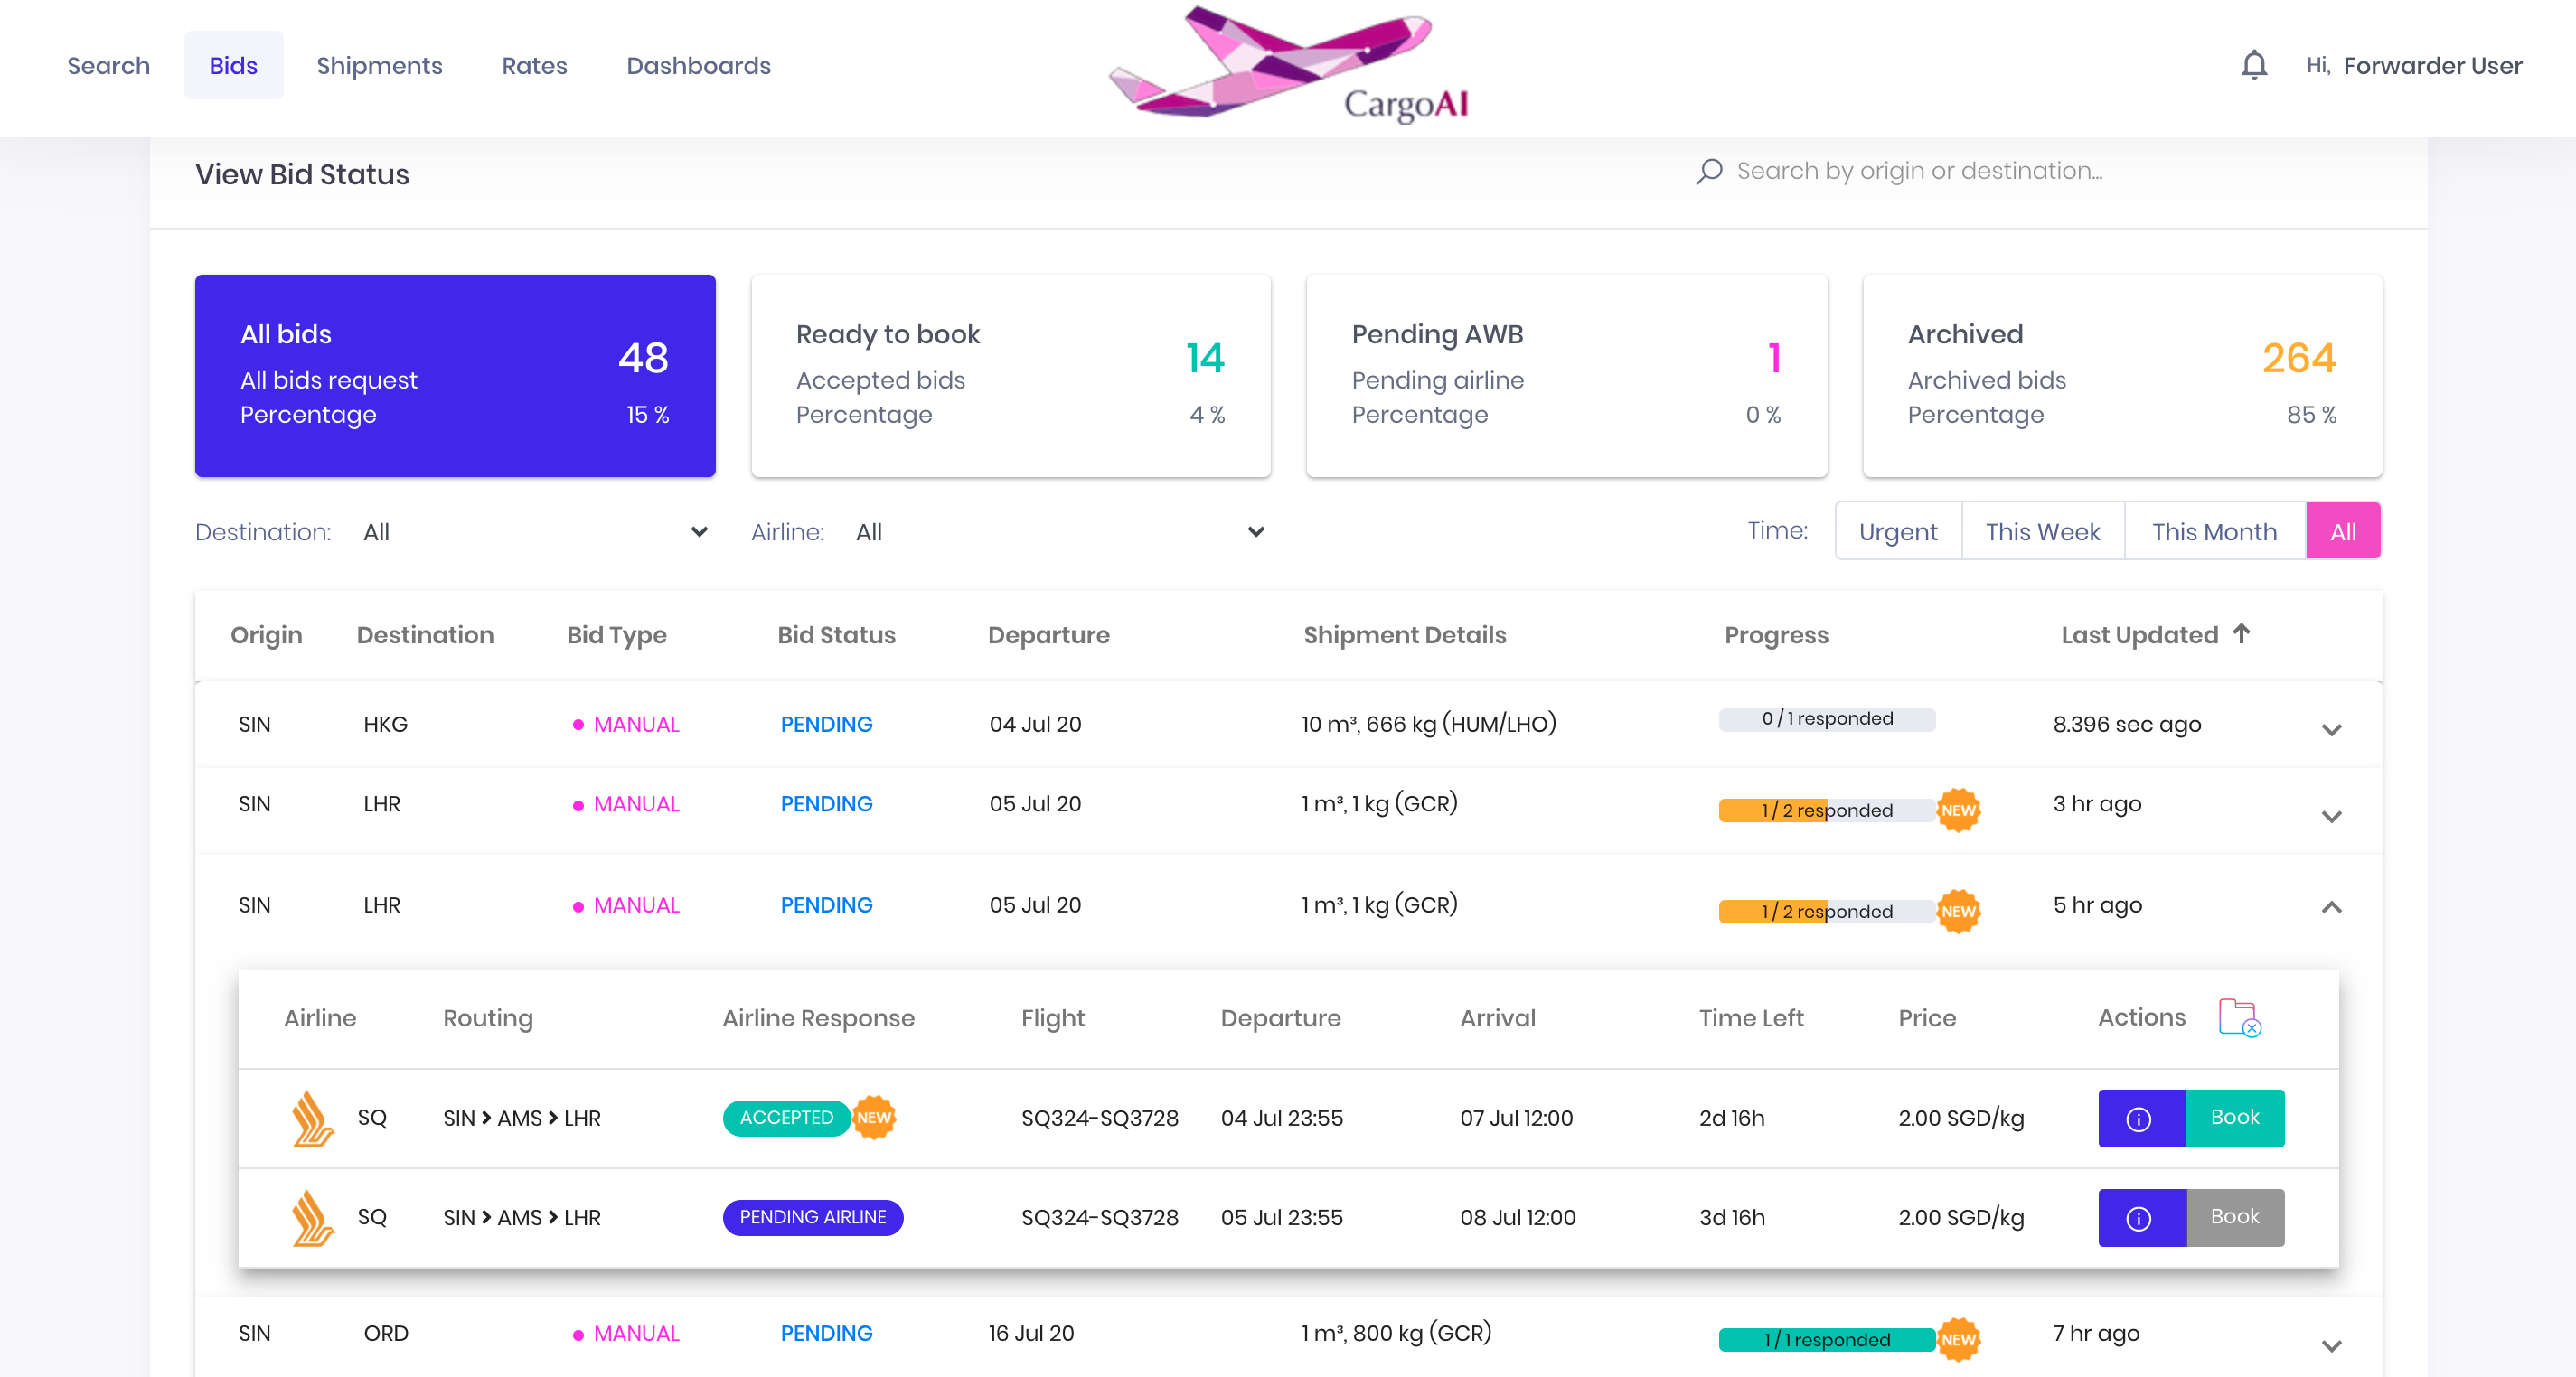 Search Bids Shipments Rates Dashboards CargoAI Hi, Forwarder User
View Bid Status Search by origin or destination...
All bids 48
All bids request
Percentage 15 %
Ready to book 14
Accepted bids
Percentage 4 %
Pending AWB 1
Pending airline
Percentage 0 %
Archived 264
Archived bids
Percentage 85 %
Destination: All Airline: All Time: Urgent This Week This Month All
Origin Destination Bid Type Bid Status Departure Shipment Details Progress Last Updated
SIN HKG MANUAL PENDING 04 Jul 20 10 m³, 666 kg (HUM/LHO) 0 / 1 responded 8.396 sec ago
SIN LHR MANUAL PENDING 05 Jul 20 1 m³, 1 kg (GCR) 1 / 2 responded NEW 3 hr ago
SIN LHR MANUAL PENDING 05 Jul 20 1 m³, 1 kg (GCR) 1 / 2 responded NEW 5 hr ago
Airline Routing Airline Response Flight Departure Arrival Time Left Price Actions
SQ SIN > AMS > LHR ACCEPTED NEW SQ324-SQ3728 04 Jul 23:55 07 Jul 12:00 2d 16h 2.00 SGD/kg Book
SQ SIN > AMS > LHR PENDING AIRLINE SQ324-SQ3728 05 Jul 23:55 08 Jul 12:00 3d 16h 2.00 SGD/kg Book
SIN ORD MANUAL PENDING 16 Jul 20 1 m³, 800 kg (GCR) 1 / 1 responded NEW 7 hr ago